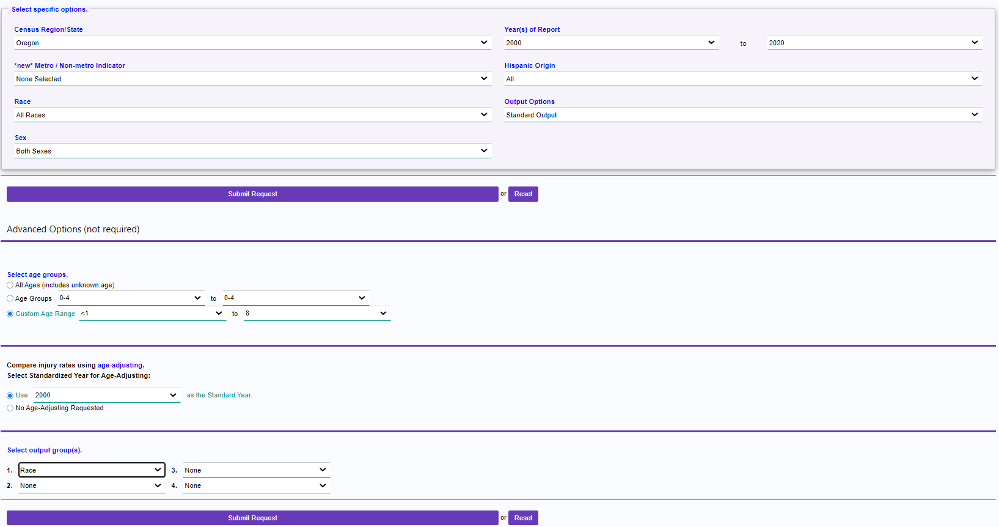 Select specific options.
Census Region/State
Year(s) of Report
Oregon
2000
to
2020
*new* Metro / Non-metro Indicator
Hispanic Origin
None Selected
All
Race
Output Options
All Races
Standard Output
Sex
Both Sexes
Submit Request or Reset
Advanced Options (not required)
Select age groups.
All Ages (includes unknown age)
Age Groups 0-4 to 0-4
Custom Age Range <1 to 8
Compare injury rates using age-adjusting.
Select Standardized Year for Age-Adjusting:
Use 2000 as the Standard Year.
No Age-Adjusting Requested
Select output group(s).
1. Race 3. None
2. None 4. None
Submit Request or Reset